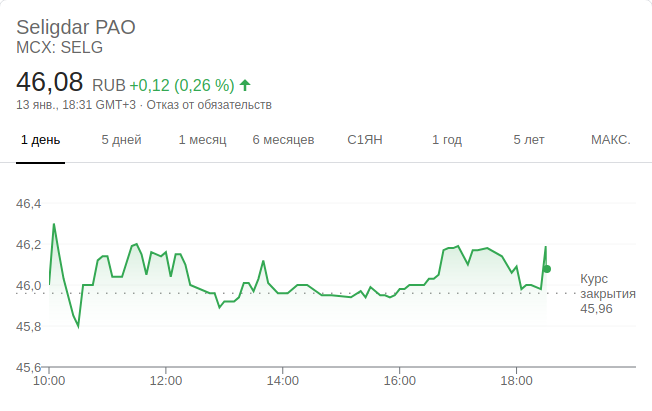 Seligdar PAO
MCX: SELG
46,08 RUB +0,12 (0,26 %)
13 янв., 18:31 GMT+3 · Отказ от обязательств
1 день 5 дней 1 месяц 6 месяцев С1ЯН 1 год 5 лет МАКС.
46,4
46,2
46,0
45,8
45,6
Курс
закрытия
45,96
10:00 12:00 14:00 16:00 18:00